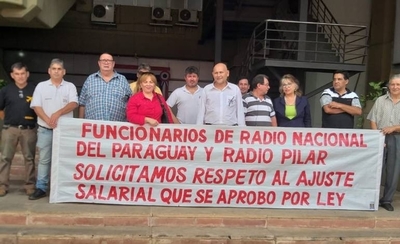 FUNCIONARIOS DE RADIO NACIONAL
DEL PARAGUAY Y RADIO PILAR
SOLICITAMOS RESPETO AL AJUSTE
SALARIAL QUE SE APROBO POR LEY